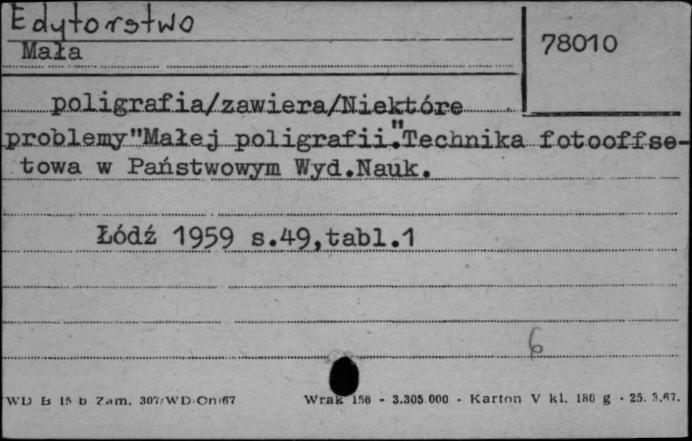 Edytorstwo
Mała
78010
poligrafia/zawiera/Niektóre
problemy"Małej poligrafii".Technika fotooffse-
towa w Państwowym Wyd.Nauk.
Łódź 1959 s.49,tabl.1
6
WD B 15 b Zam. 307/WD-On/67 Wrak 156 - 3.305 000 - Karton V kl. 180 g - 25. 3.67.